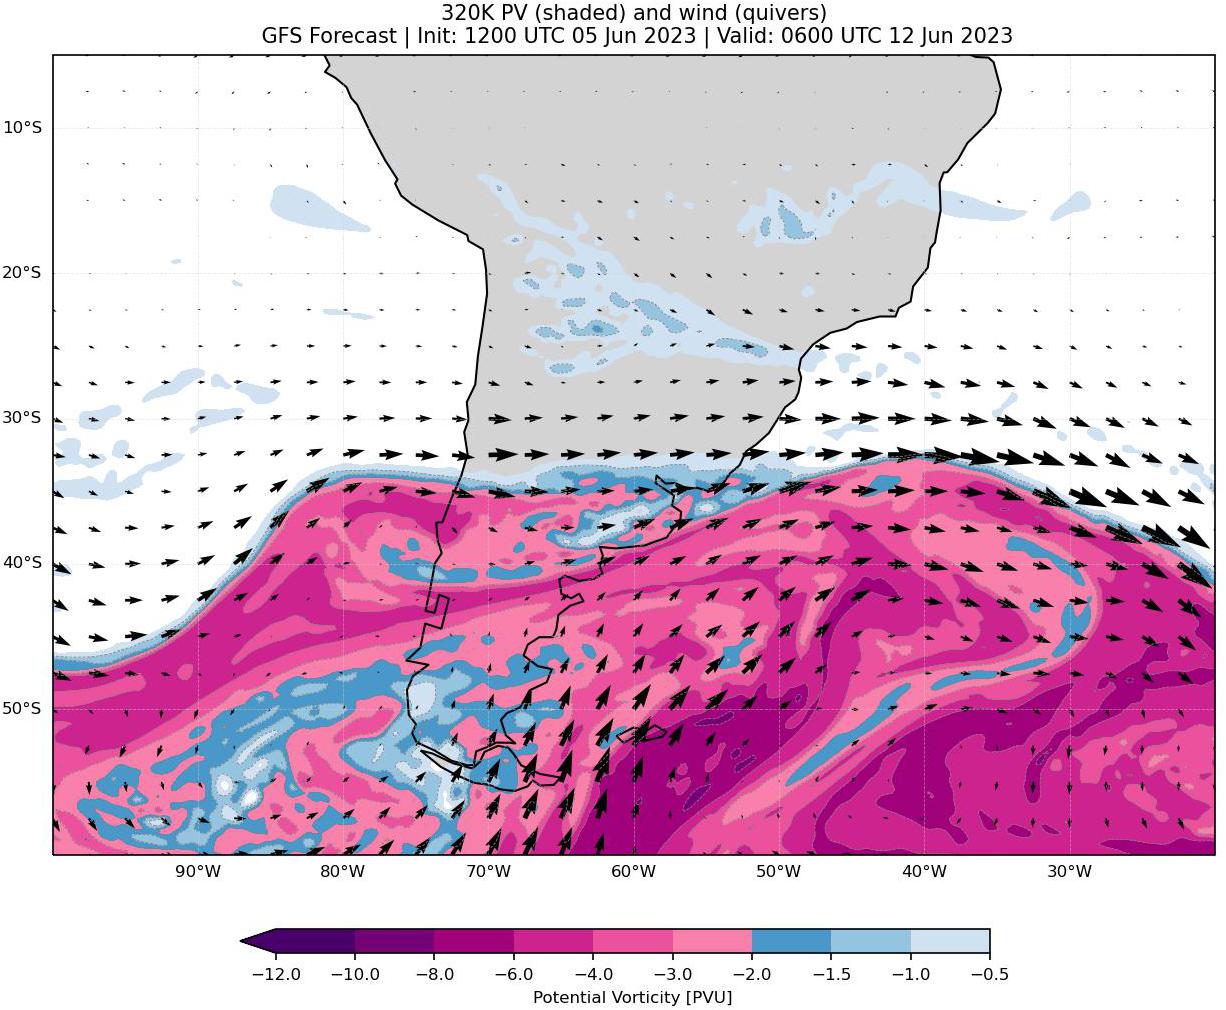 320K PV (shaded) and wind (quivers)
GFS Forecast | Init: 1200 UTC 05 Jun 2023 | Valid: 0600 UTC 12 Jun 2023
10°S
20°S
30°S
40°S
50°S
90°W 80°W 70°W 60°W 50°W 40°W 30°W
−12.0 −10.0 −8.0 −6.0 −4.0 −3.0 −2.0 −1.5 −1.0 −0.5
Potential Vorticity [PVU]